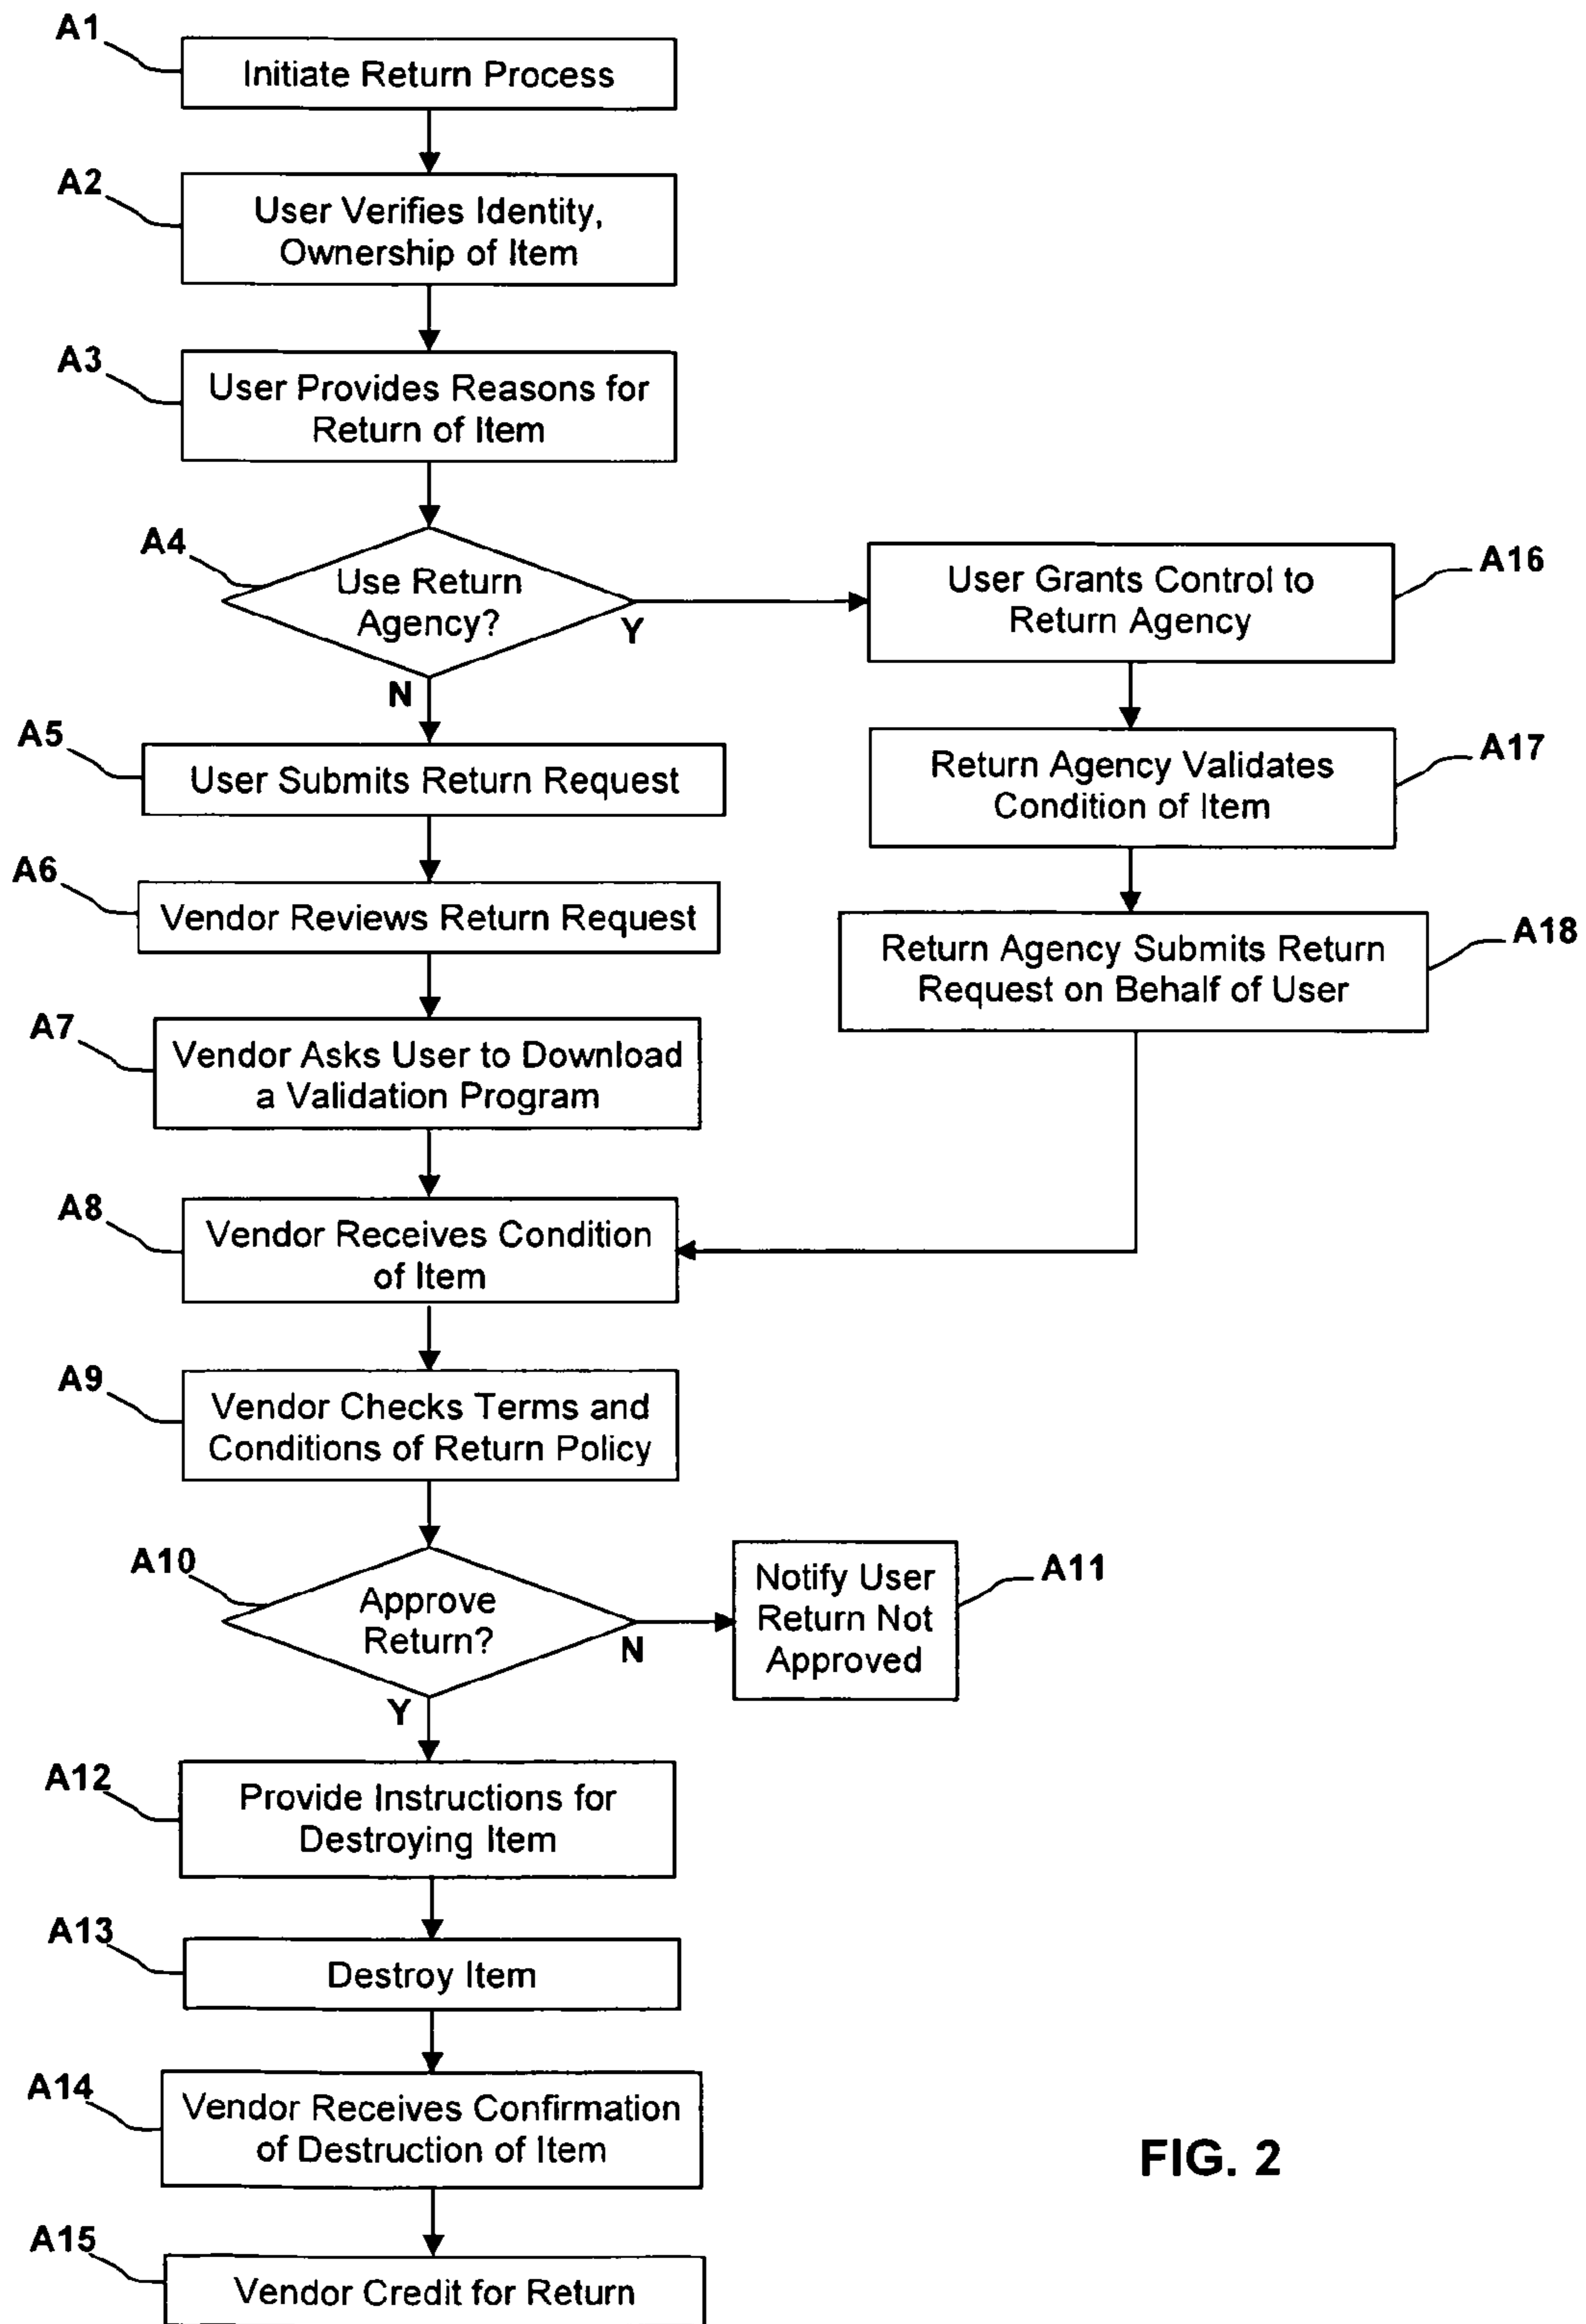 A1
Initiate Return Process
A2
User Verifies Identity,
Ownership of Item
A3
User Provides Reasons for
Return of Item
A4
Use Return
Agency?
Y
N
A16
User Grants Control to
Return Agency
A5
User Submits Return Request
A17
Return Agency Validates
Condition of Item
A6
Vendor Reviews Return Request
A18
Return Agency Submits Return
Request on Behalf of User
A7
Vendor Asks User to Download
a Validation Program
A8
Vendor Receives Condition
of Item
A9
Vendor Checks Terms and
Conditions of Return Policy
A10
Approve
Return?
N
Y
A11
Notify User
Return Not
Approved
A12
Provide Instructions for
Destroying Item
A13
Destroy Item
A14
Vendor Receives Confirmation
of Destruction of Item
A15
Vendor Credit for Return
FIG. 2